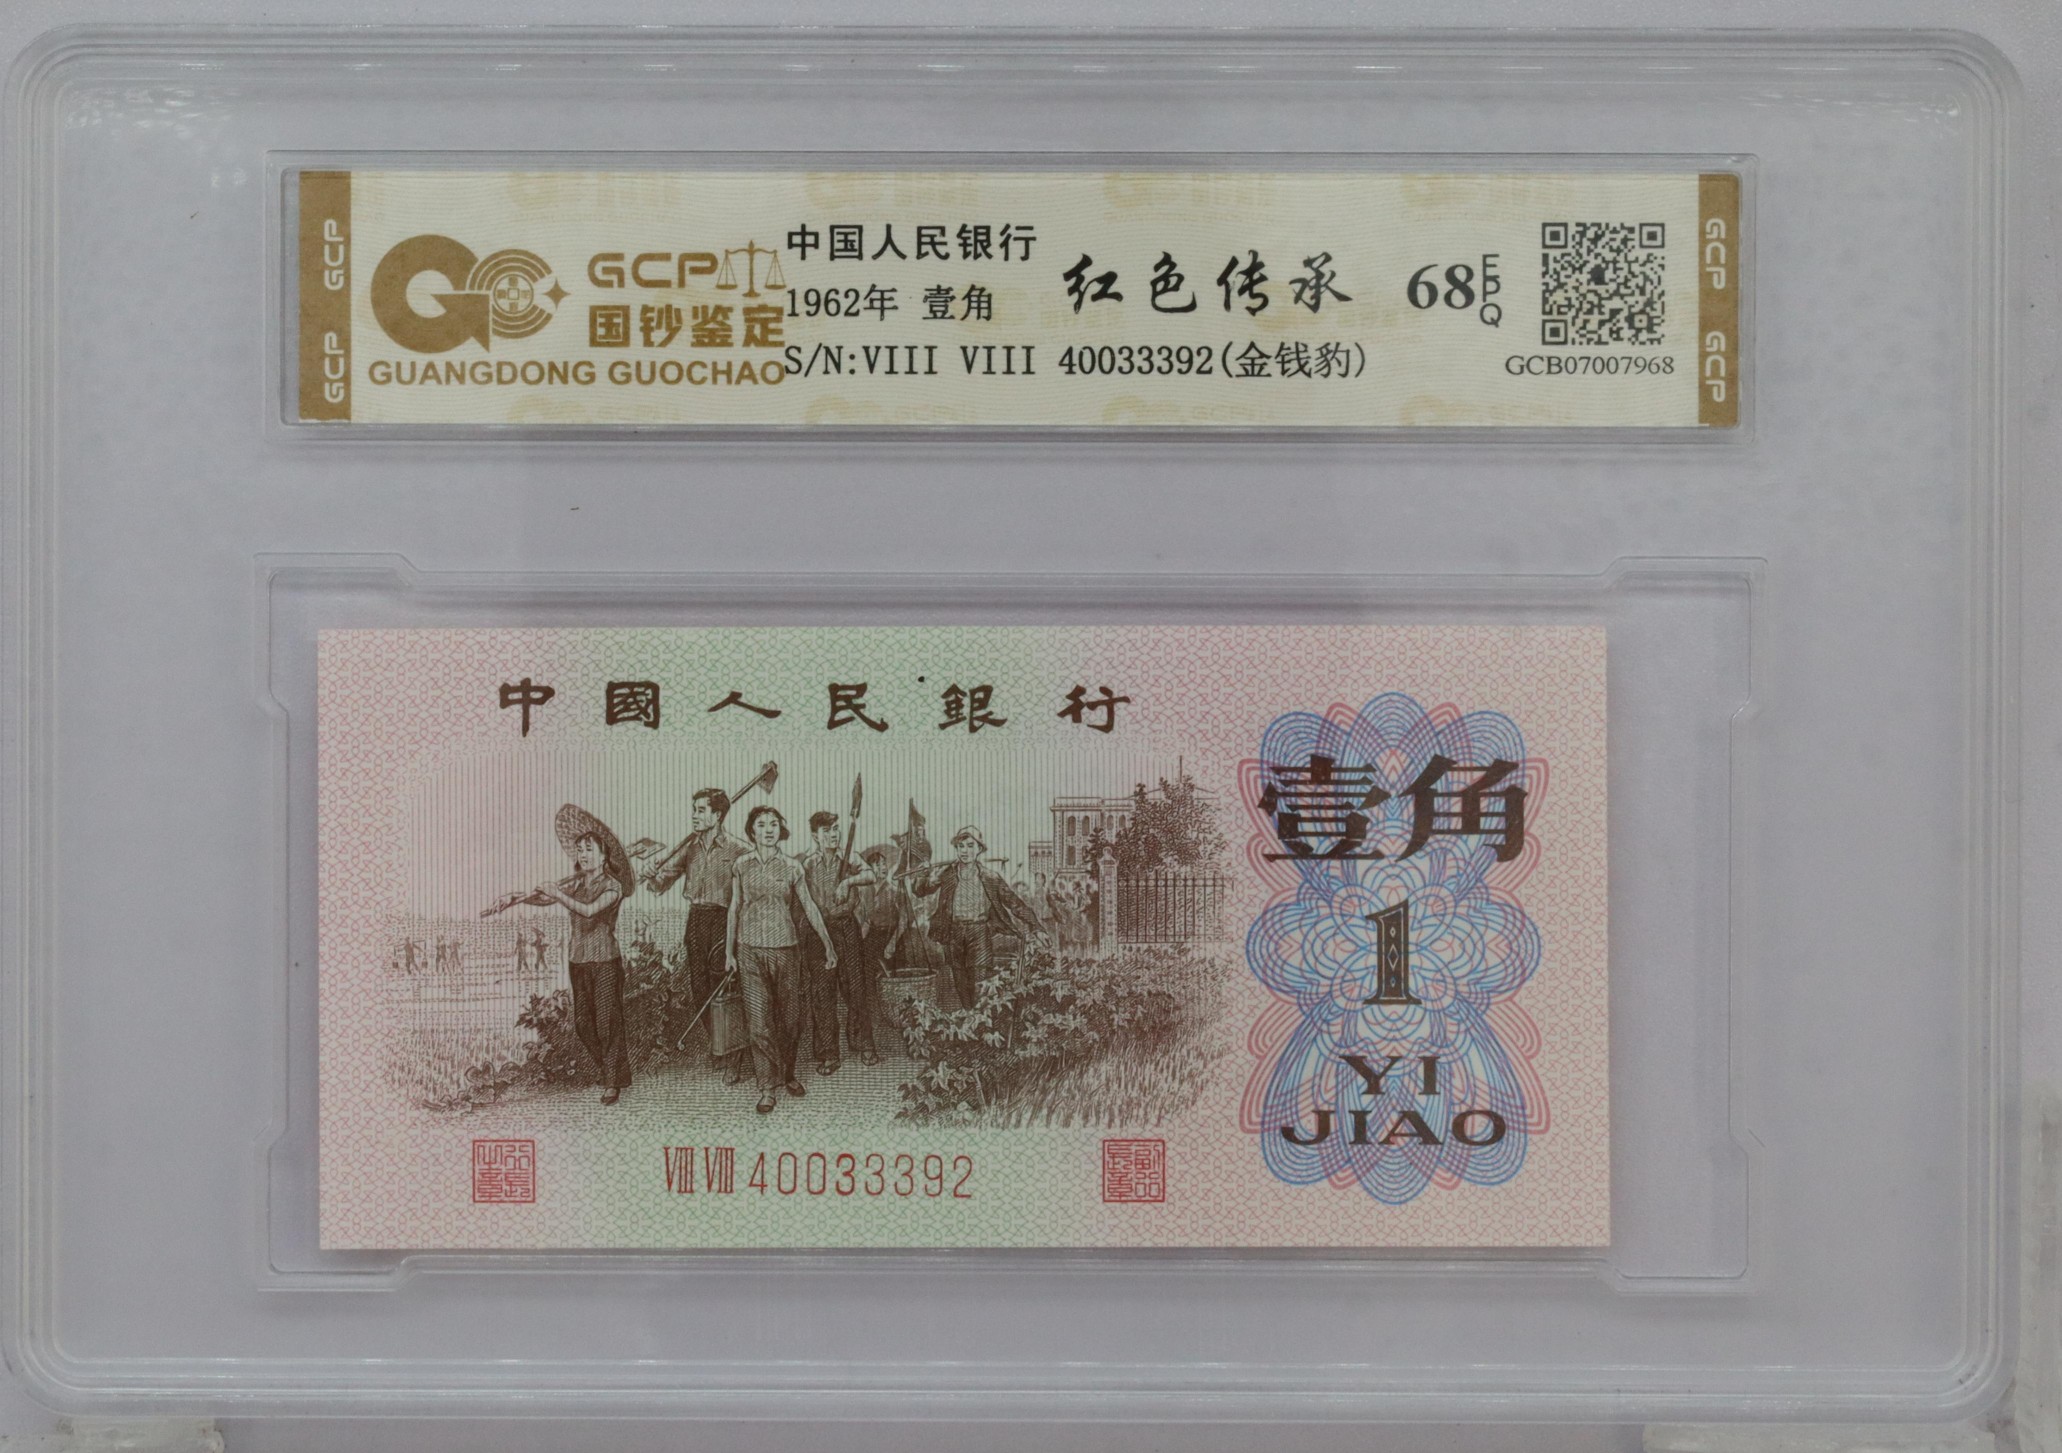 GCP GCP
GCP
国钞鉴定
GUANGDONG GUOCHAO
中国人民银行
1962年 壹角
S/N:VIII VIII 40033392(金钱豹)
红色传承
68 EPQ
GCB07007968
GCP GCP
中國人民銀行
壹角
1
YI
JIAO
VIII VIII 40033392